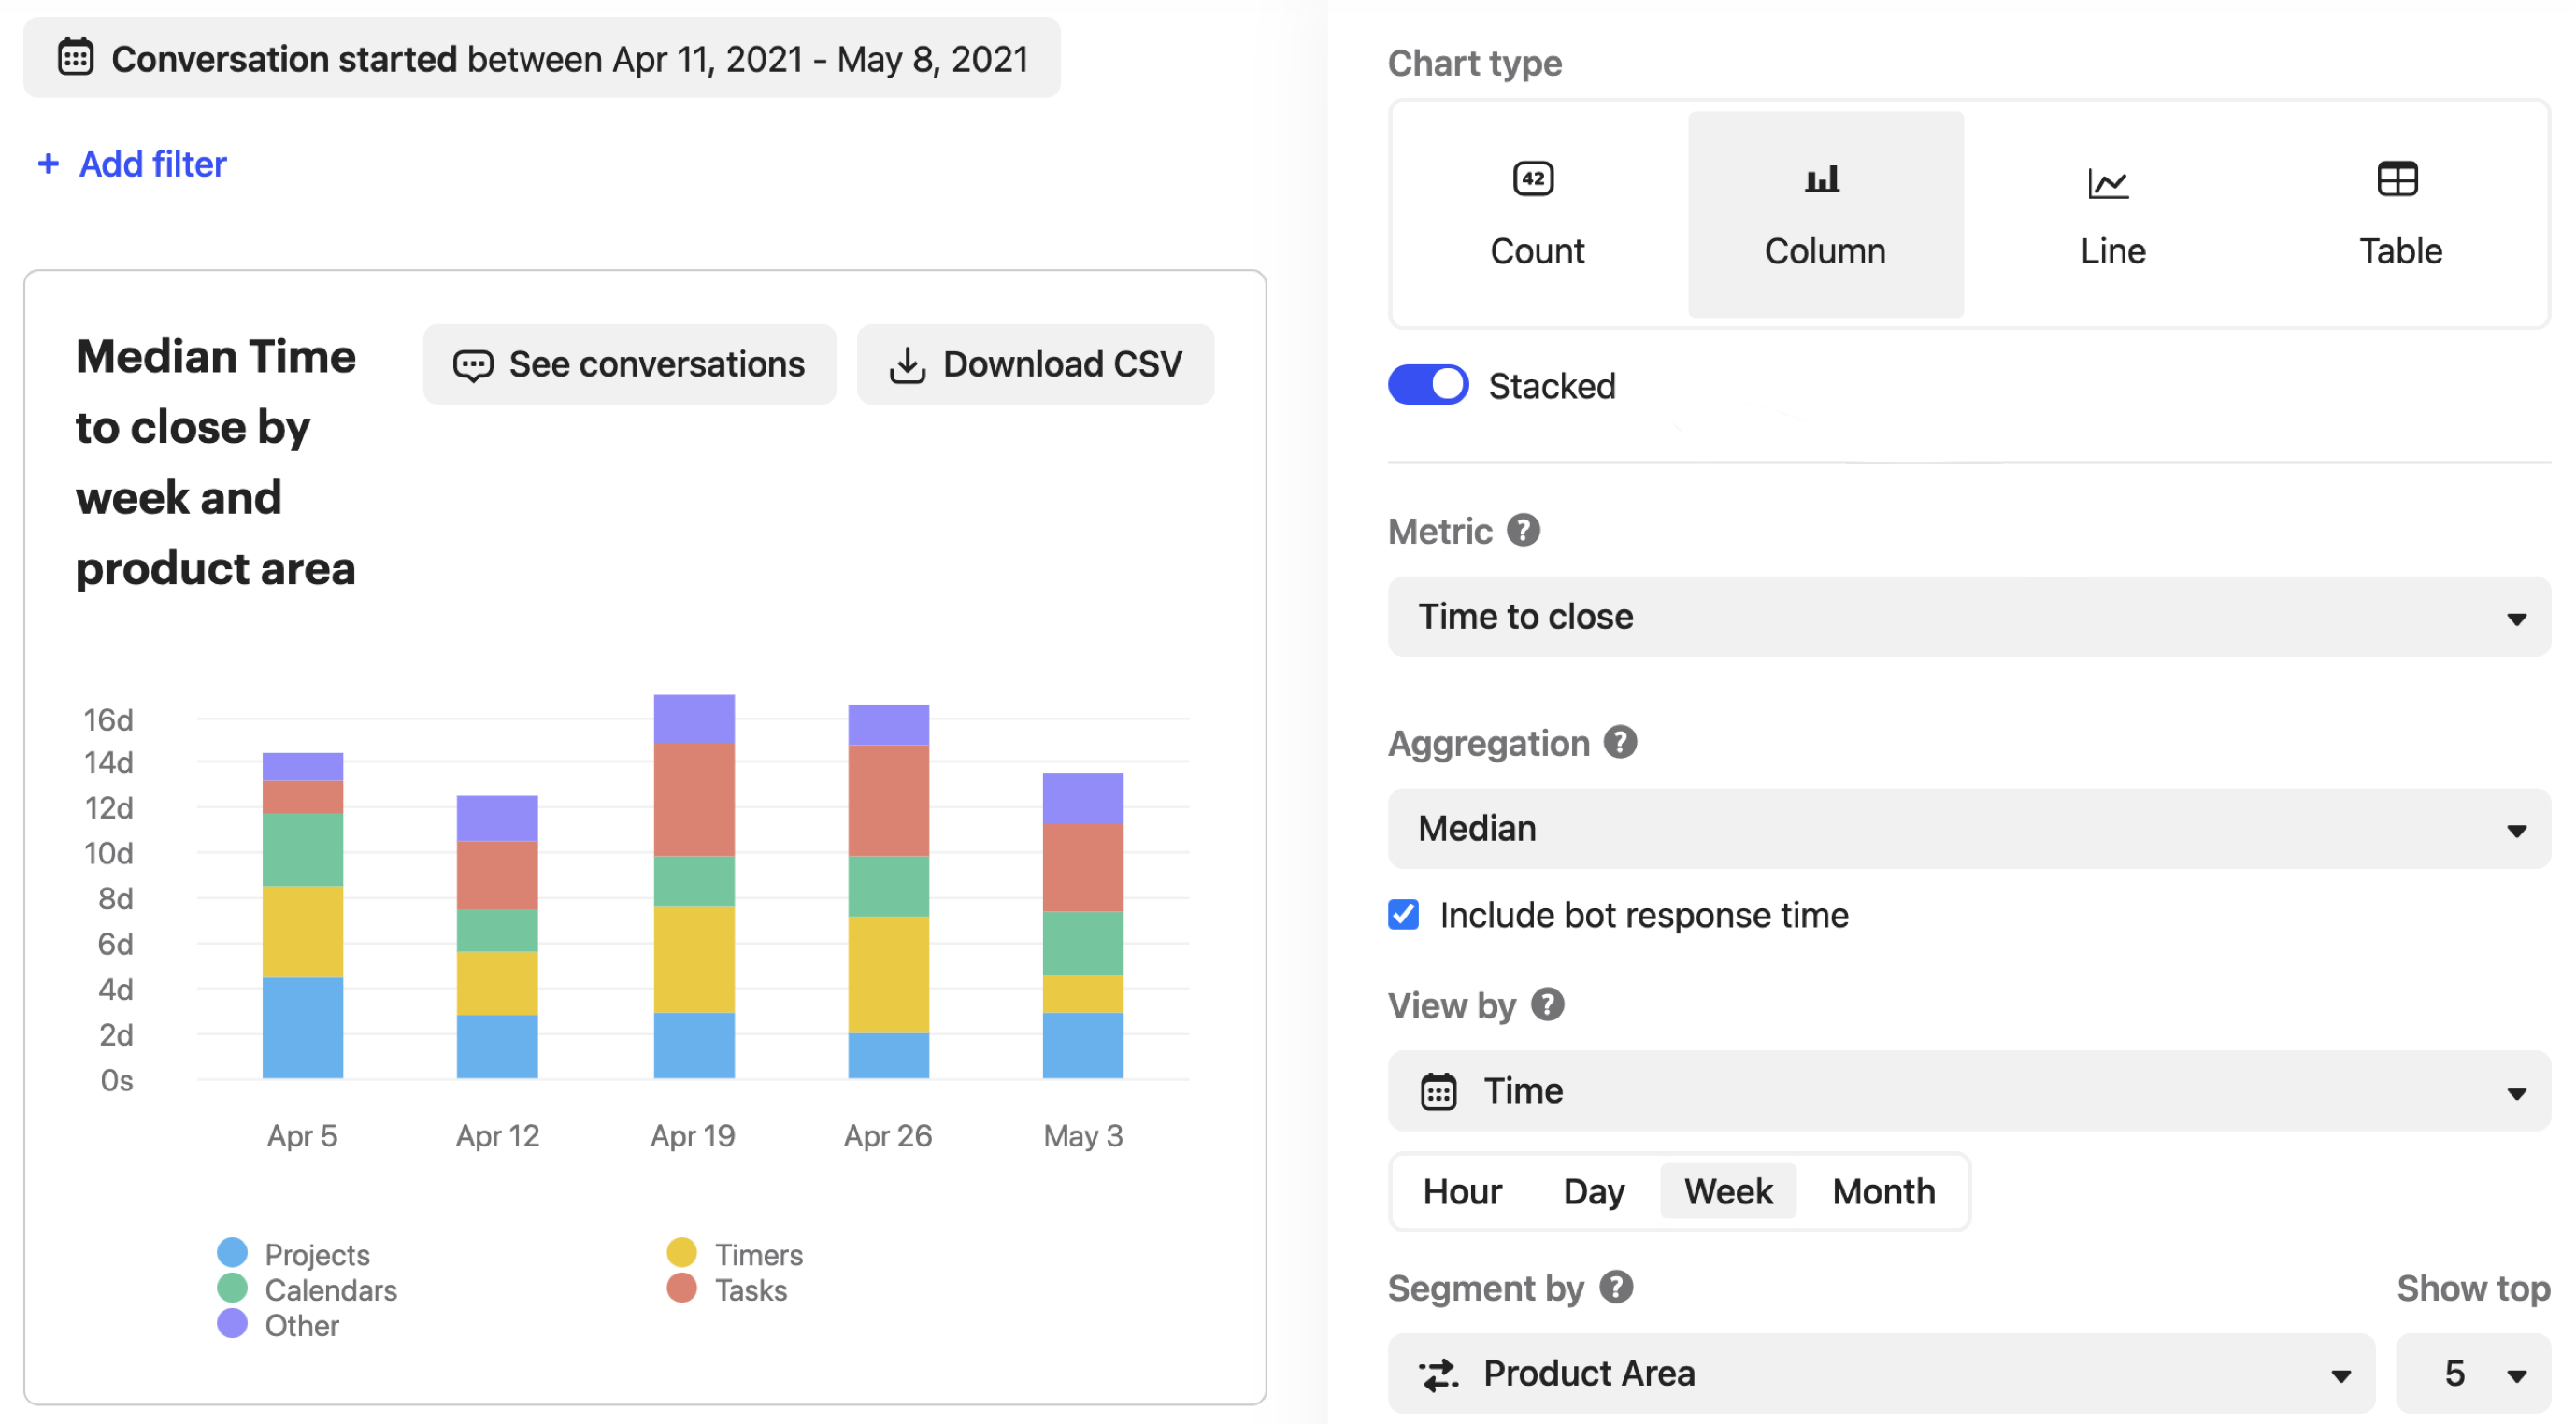 Conversation started between Apr 11, 2021 - May 8, 2021
+ Add filter
Median Time
to close by
week and
product area
See conversations
Download CSV
16d
14d
12d
10d
8d
6d
4d
2d
0s
Apr 5 Apr 12 Apr 19 Apr 26 May 3
Projects Timers
Calendars Tasks
Other
Chart type
42
Count Column Line Table
Stacked
Metric ?
Time to close
Aggregation ?
Median
Include bot response time
View by ?
Time
Hour Day Week Month
Segment by ? Show top
Product Area 5